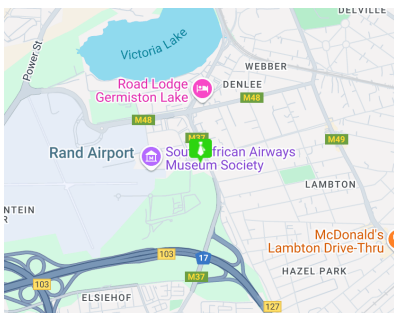 DELVILLE
Power St
Victoria Lake
WEBBER
Road Lodge
Germiston Lake
DENLEE
M48
M48
M37
M49
Rand Airport
South African Airways
Museum Society
LAMBTON
NTEIN
R
McDonald's
Lambton Drive-Thru
103
17
HAZEL PARK
M37
103
ELSIEHOF
127